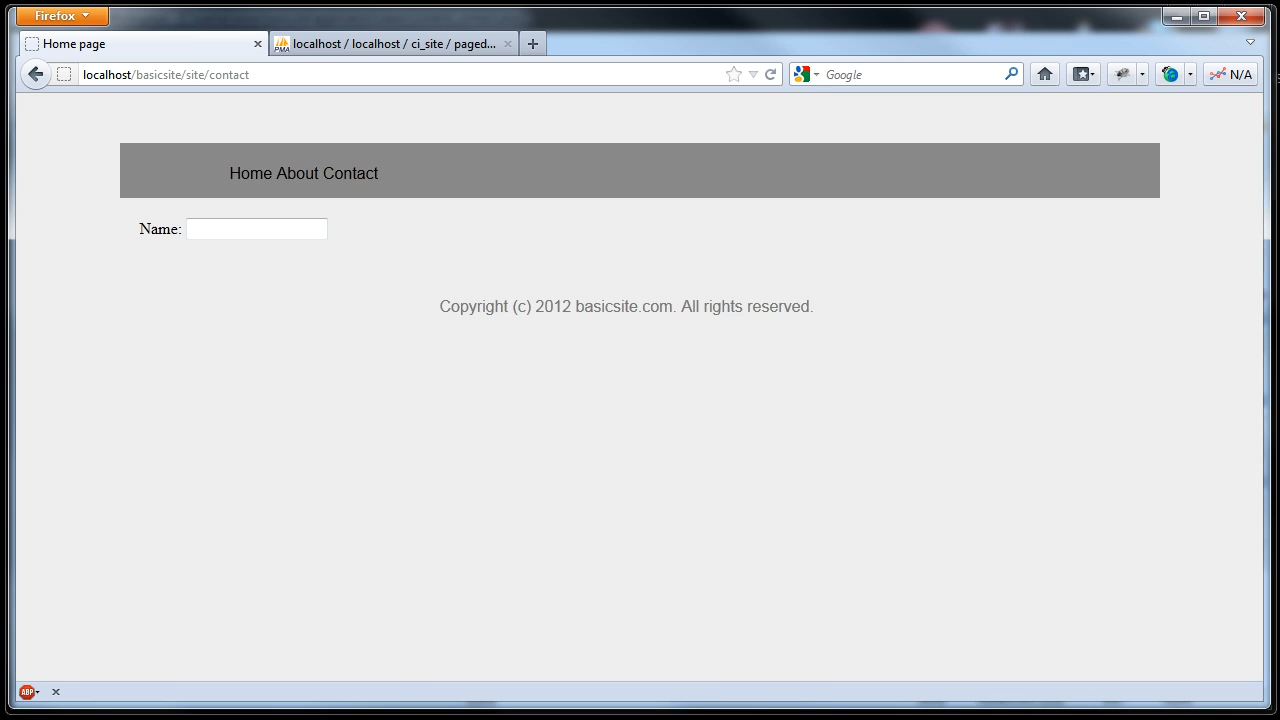 Firefox
Home page
localhost / localhost / ci_site / paged...
localhost/basicsite/site/contact
Google
N/A
Home About Contact
Name:
Copyright (c) 2012 basicsite.com. All rights reserved.
ABP